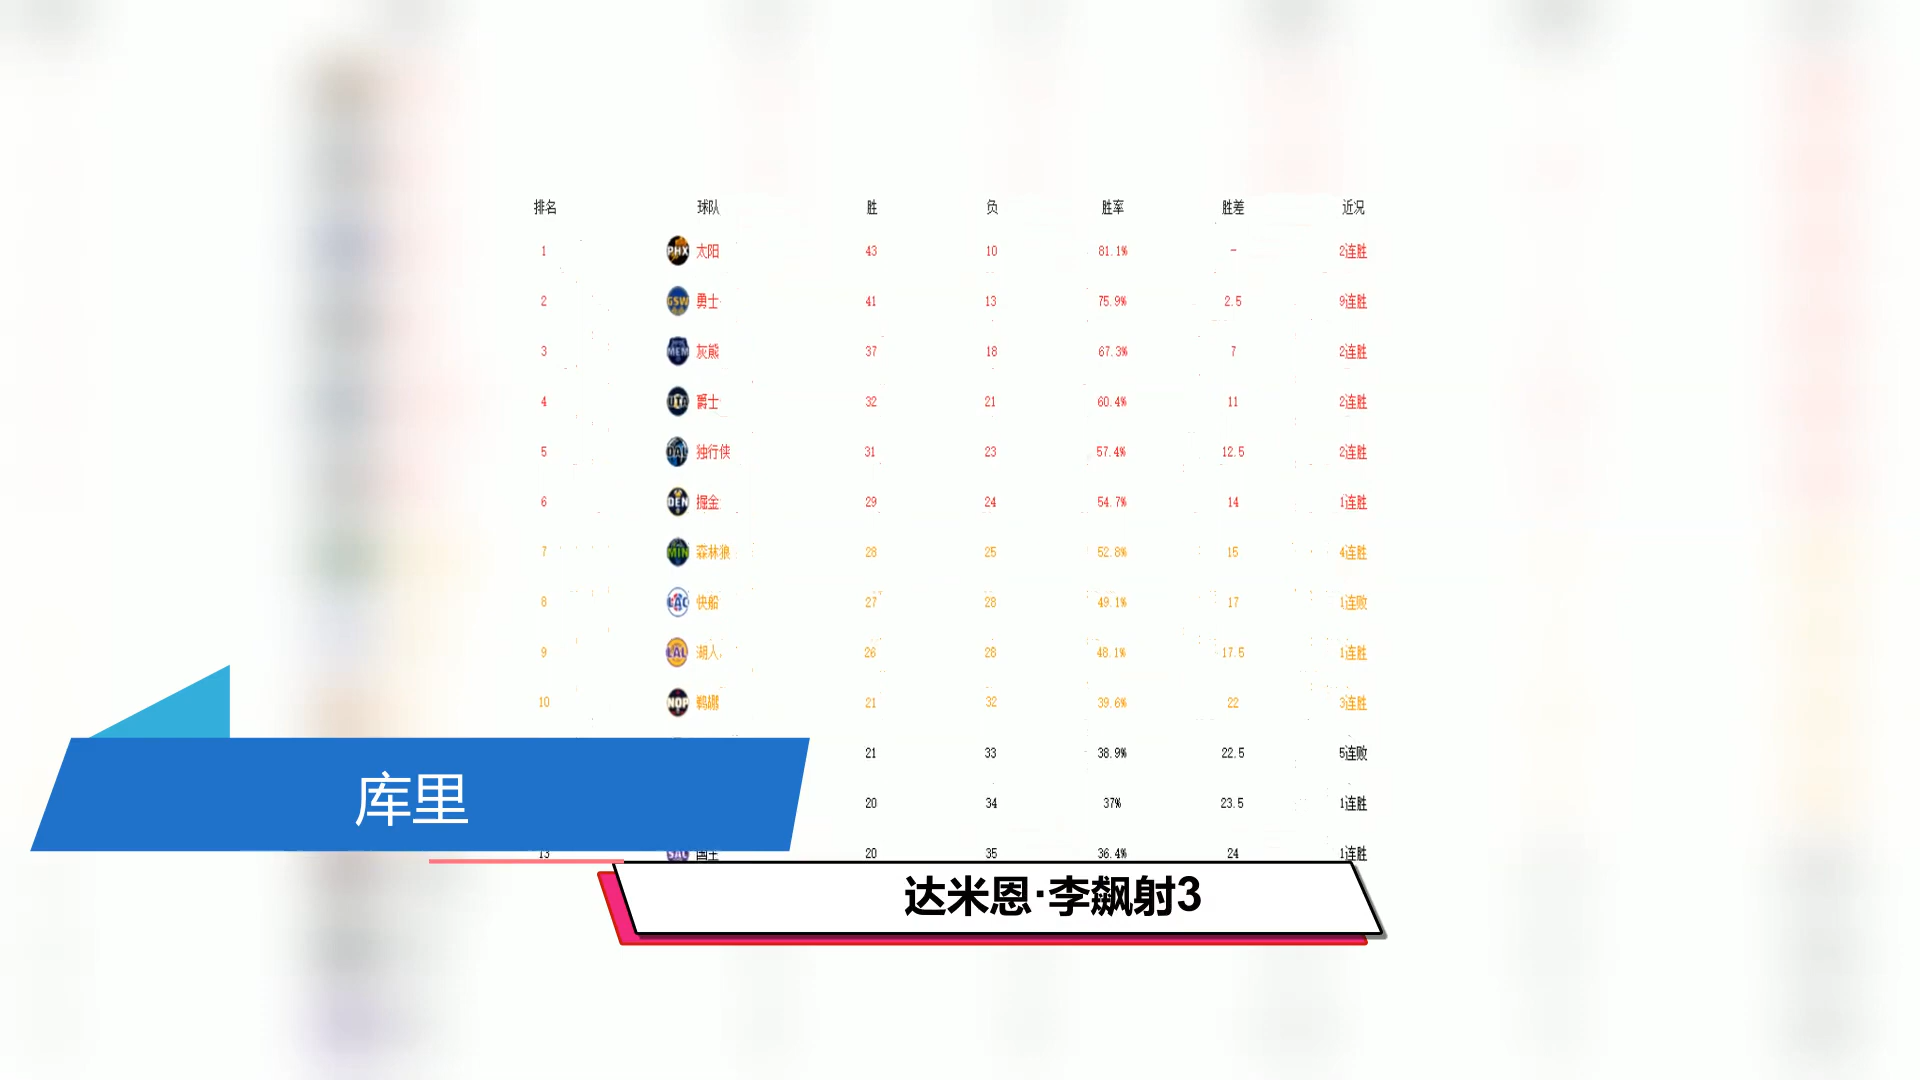 排名 球队 胜 负 胜率 胜差 近况
1 PHX 太阳 43 10 81.1% - 2连胜
2 GSW 勇士 41 13 75.9% 2.5 9连胜
3 MEM 灰熊 37 18 67.3% 7 2连胜
4 UTA 爵士 32 21 60.4% 11 2连胜
5 DAL 独行侠 31 23 57.4% 12.5 2连胜
6 DEN 掘金 29 24 54.7% 14 1连胜
7 MIN 森林狼 28 25 52.8% 15 4连胜
8 LAC 快船 27 28 49.1% 17 1连败
9 LAL 湖人 26 28 48.1% 17.5 1连胜
10 NOP 鹈鹕 21 32 39.6% 22 3连胜
21 33 38.9% 22.5 5连败
20 34 37% 23.5 1连胜
库里
13 SAC 国王 20 35 36.4% 24 1连胜
达米恩·李飙射3